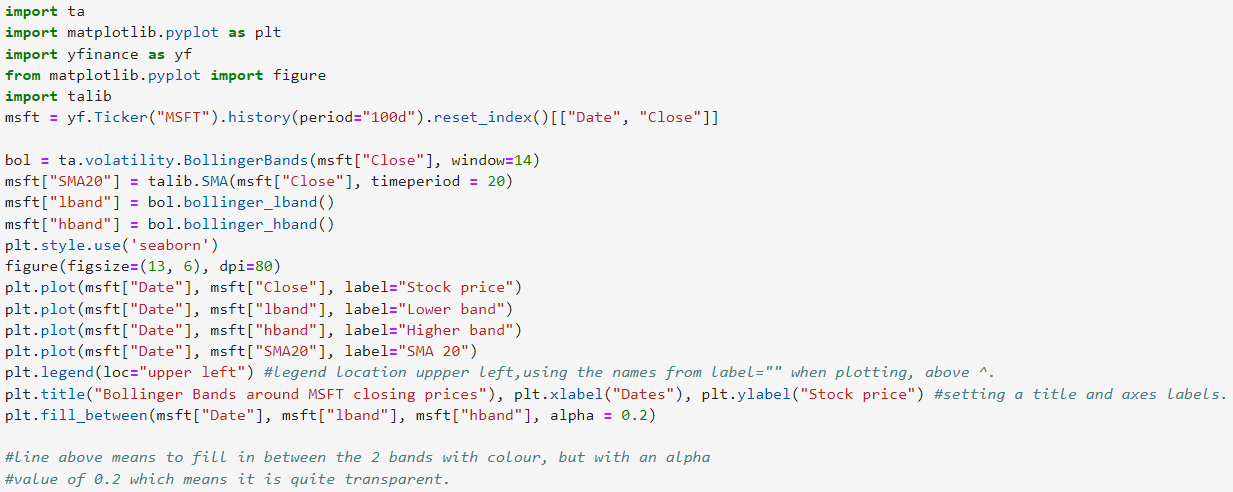 import ta
import matplotlib.pyplot as plt
import yfinance as yf
from matplotlib.pyplot import figure
import talib
msft = yf.Ticker("MSFT").history(period="100d").reset_index()[["Date", "Close"]]
bol = ta.volatility.BollingerBands(msft["Close"], window=14)
msft["SMA20"] = talib.SMA(msft["Close"], timeperiod = 20)
msft["lband"] = bol.bollinger_lband()
msft["hband"] = bol.bollinger_hband()
plt.style.use('seaborn')
figure(figsize=(13, 6), dpi=80)
plt.plot(msft["Date"], msft["Close"], label="Stock price")
plt.plot(msft["Date"], msft["lband"], label="Lower band")
plt.plot(msft["Date"], msft["hband"], label="Higher band")
plt.plot(msft["Date"], msft["SMA20"], label="SMA 20")
plt.legend(loc="upper left") #legend location uppper left,using the names from label="" when plotting, above ^.
plt.title("Bollinger Bands around MSFT closing prices"), plt.xlabel("Dates"), plt.ylabel("Stock price") #setting a title and axes labels.
plt.fill_between(msft["Date"], msft["lband"], msft["hband"], alpha = 0.2)
#line above means to fill in between the 2 bands with colour, but with an alpha
#value of 0.2 which means it is quite transparent.